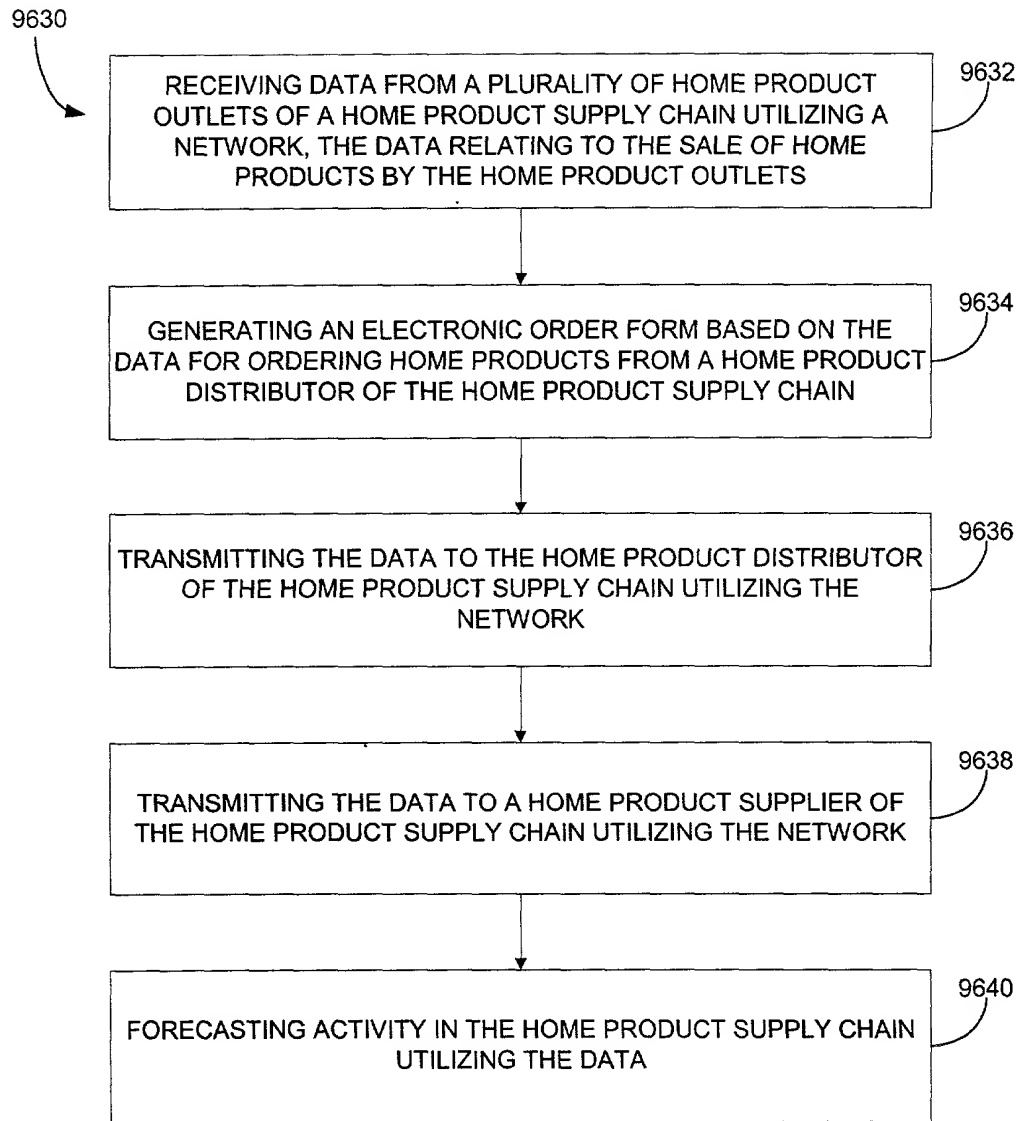 9630
RECEIVING DATA FROM A PLURALITY OF HOME PRODUCT
OUTLETS OF A HOME PRODUCT SUPPLY CHAIN UTILIZING A
NETWORK, THE DATA RELATING TO THE SALE OF HOME
PRODUCTS BY THE HOME PRODUCT OUTLETS
9632
GENERATING AN ELECTRONIC ORDER FORM BASED ON THE
DATA FOR ORDERING HOME PRODUCTS FROM A HOME PRODUCT
DISTRIBUTOR OF THE HOME PRODUCT SUPPLY CHAIN
9634
TRANSMITTING THE DATA TO THE HOME PRODUCT DISTRIBUTOR
OF THE HOME PRODUCT SUPPLY CHAIN UTILIZING THE
NETWORK
9636
TRANSMITTING THE DATA TO A HOME PRODUCT SUPPLIER OF
THE HOME PRODUCT SUPPLY CHAIN UTILIZING THE NETWORK
9638
FORECASTING ACTIVITY IN THE HOME PRODUCT SUPPLY CHAIN
UTILIZING THE DATA
9640